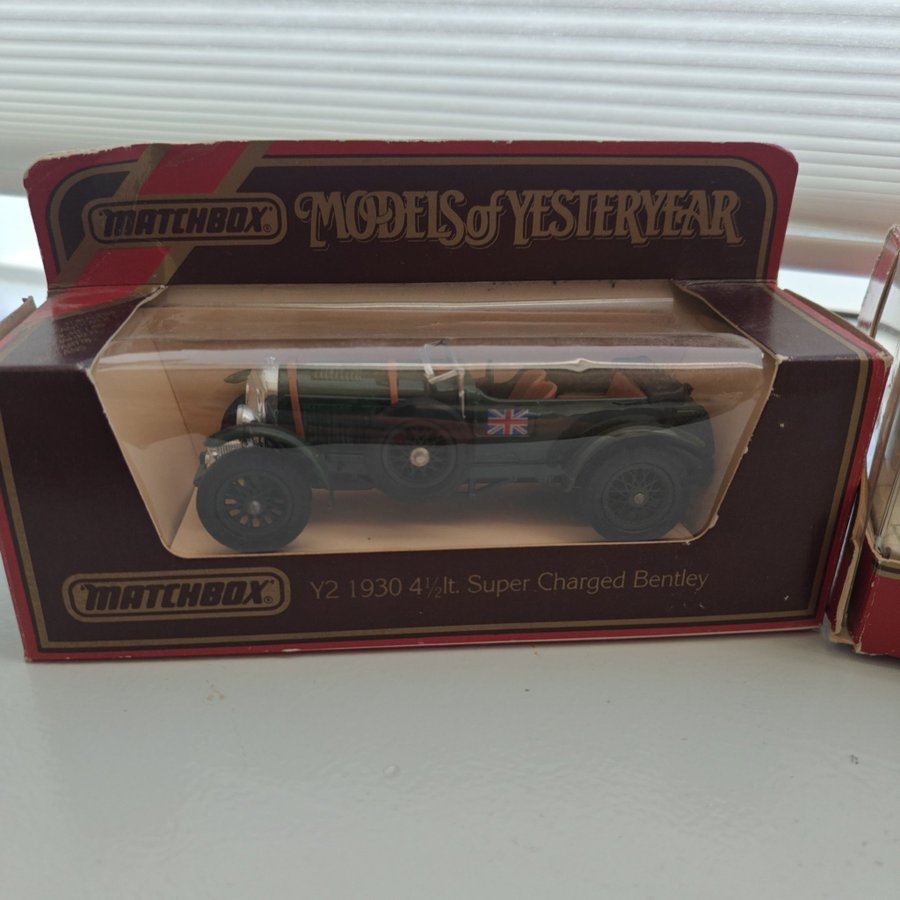 MATCHBOX®
MODELS of YESTERYEAR
MATCHBOX®
Y2 1930 4½lt. Super Charged Bentley